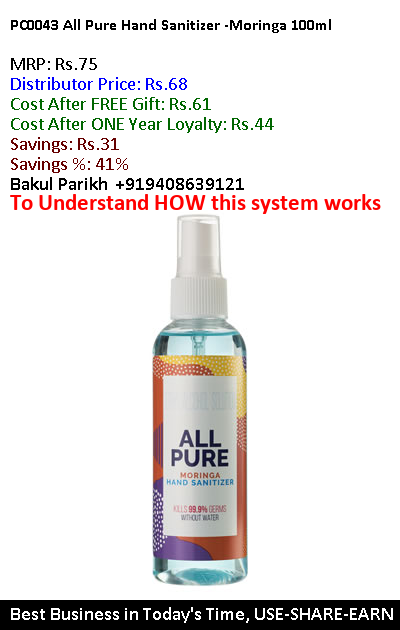 PC0043 All Pure Hand Sanitizer -Moringa 100ml
MRP: Rs.75
Distributor Price: Rs.68
Cost After FREE Gift: Rs.61
Cost After ONE Year Loyalty: Rs.44
Savings: Rs.31
Savings %: 41%
Bakul Parikh +919408639121
To Understand HOW this system works
ALCOHOL SOLUTION
ALL
PURE
MORINGA
HAND SANITIZER
KILLS 99.9% GERMS
WITHOUT WATER
Best Business in Today's Time, USE-SHARE-EARN